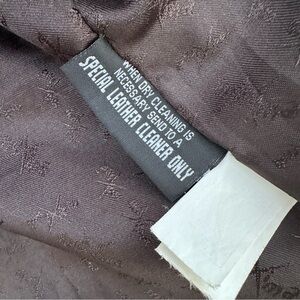 WHEN DRY CLEANING IS
NECESSARY SEND TO A
SPECIAL LEATHER CLEANER ONLY